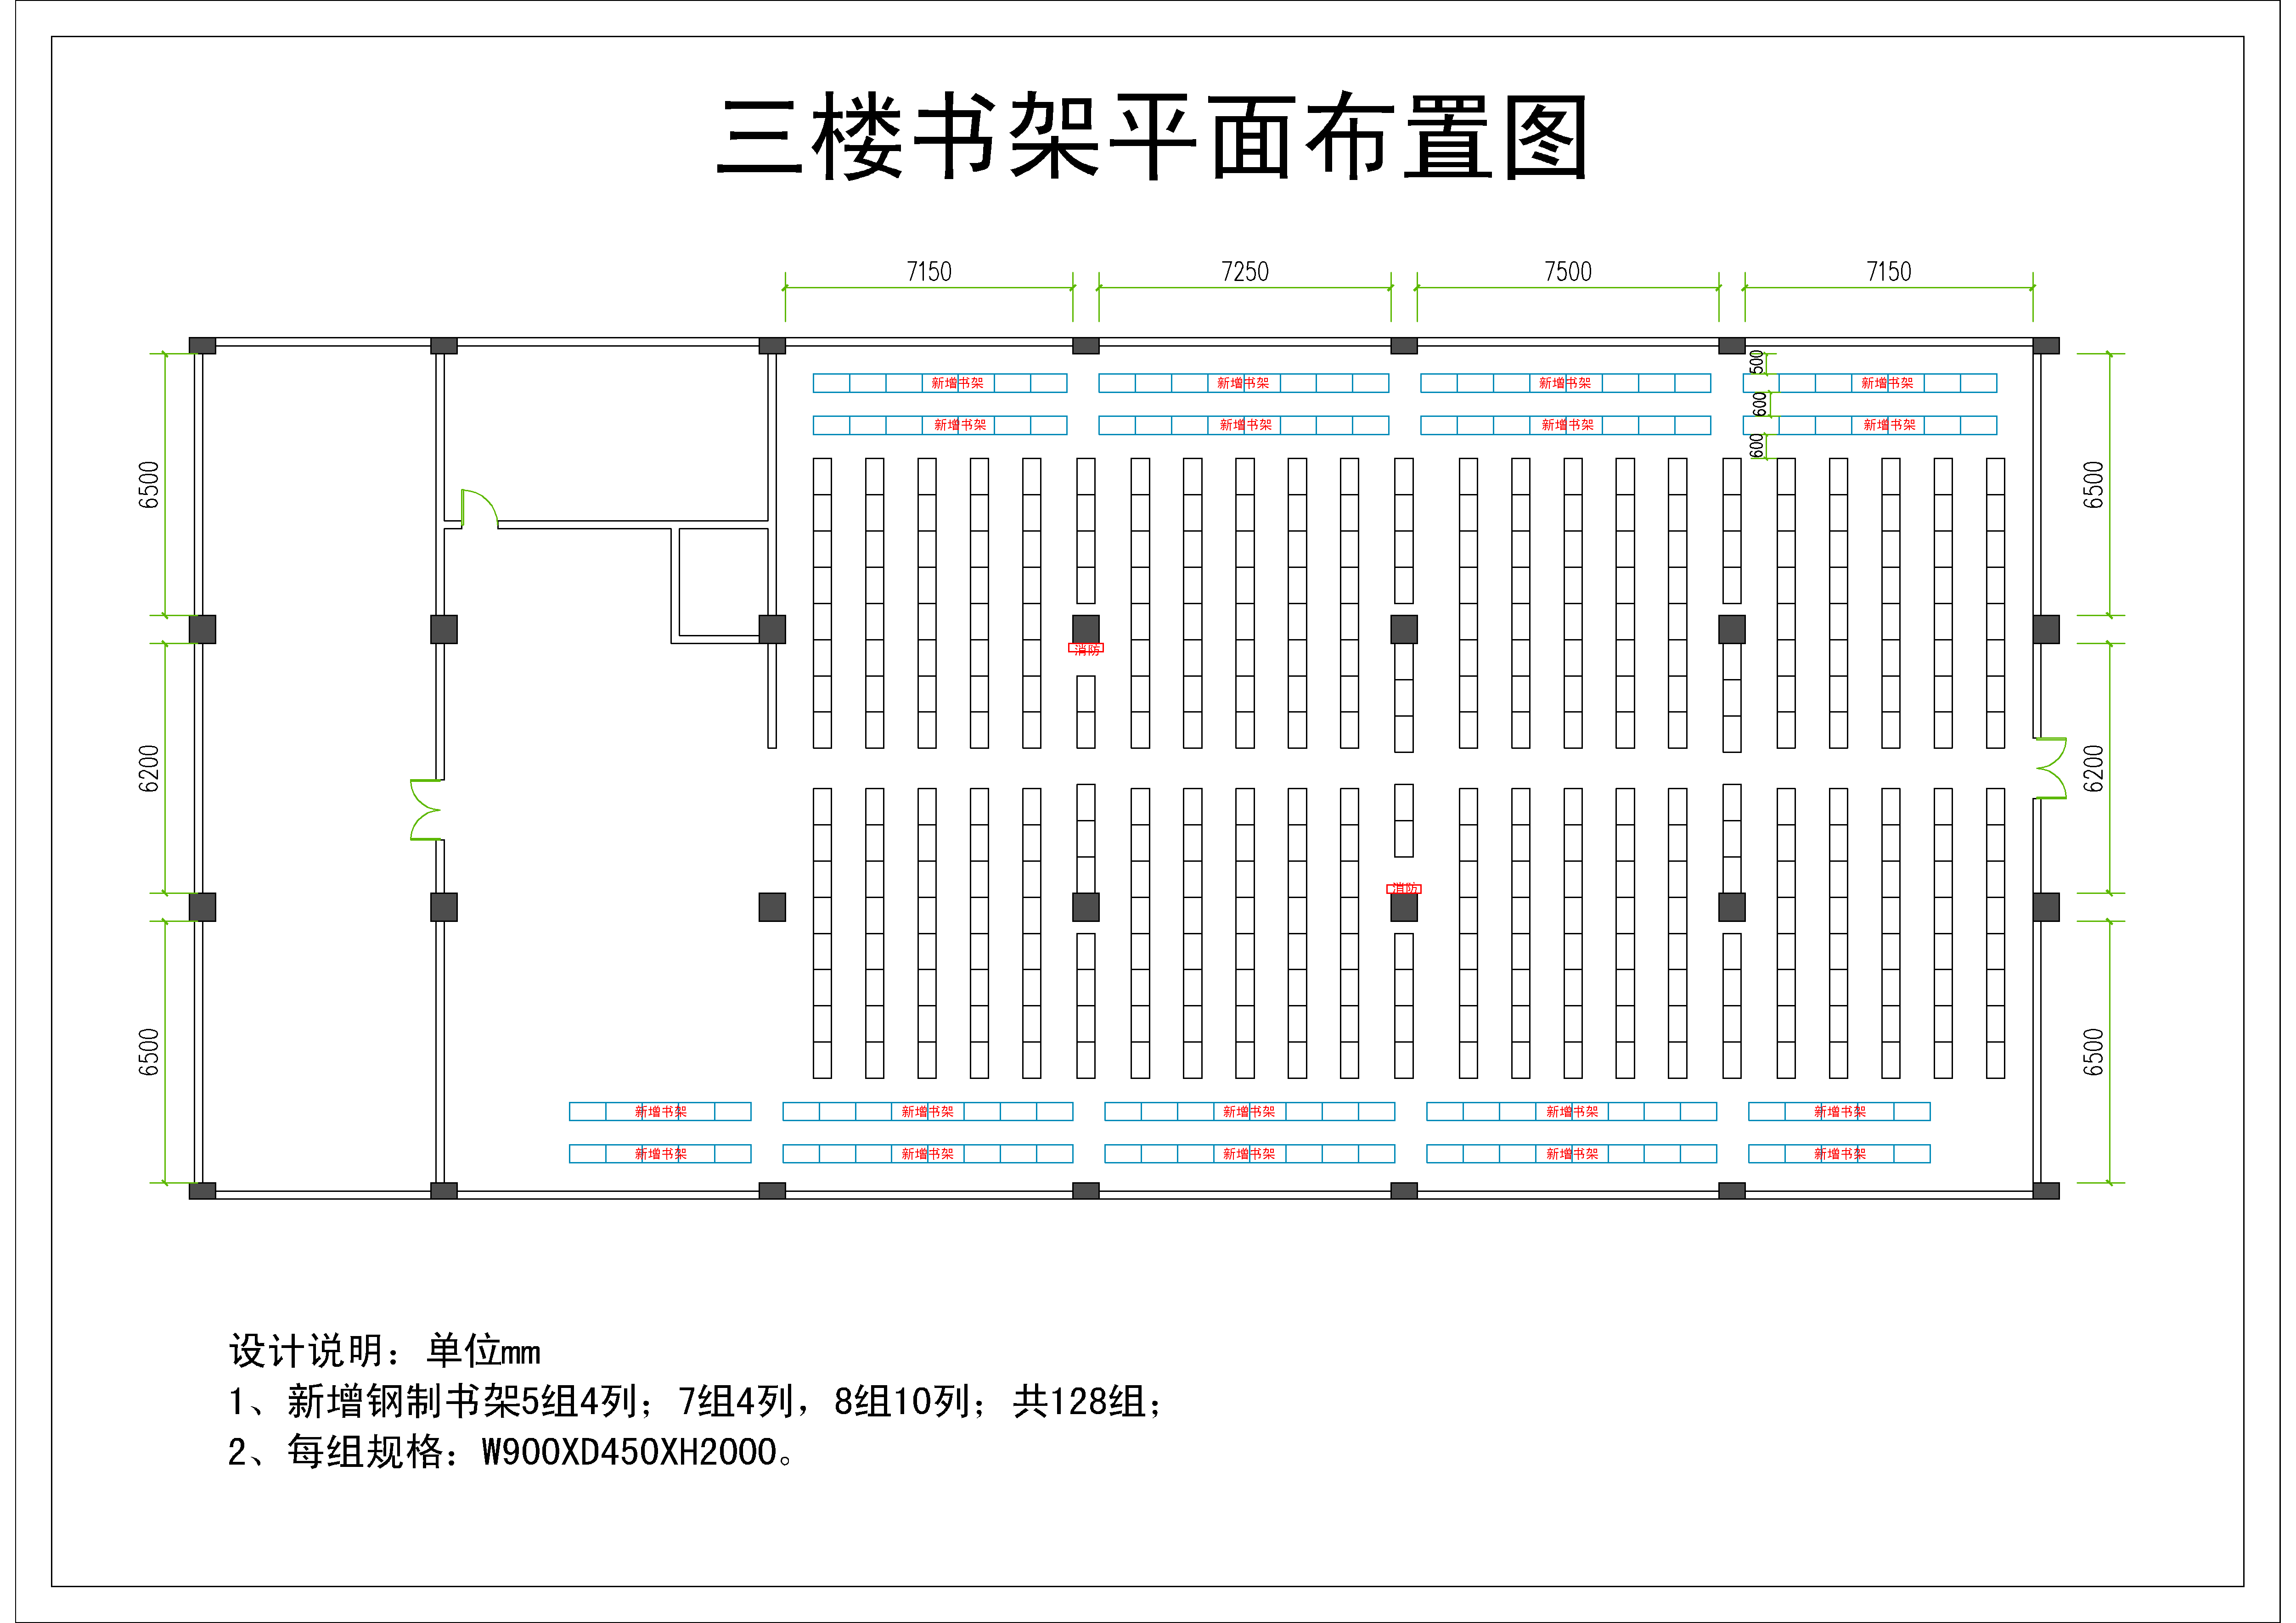 三楼书架平面布置图
7150 7250 7500 7150
500
新增书架 新增书架 新增书架 新增书架
600
新增书架 新增书架 新增书架 新增书架
600
6500 6500
消防
6200 6200
消防
6500 6500
新增书架 新增书架 新增书架 新增书架 新增书架
新增书架 新增书架 新增书架 新增书架 新增书架
设计说明：单位mm
1、新增钢制书架5组4列；7组4列，8组10列；共128组；
2、每组规格：W900XD450XH2000。